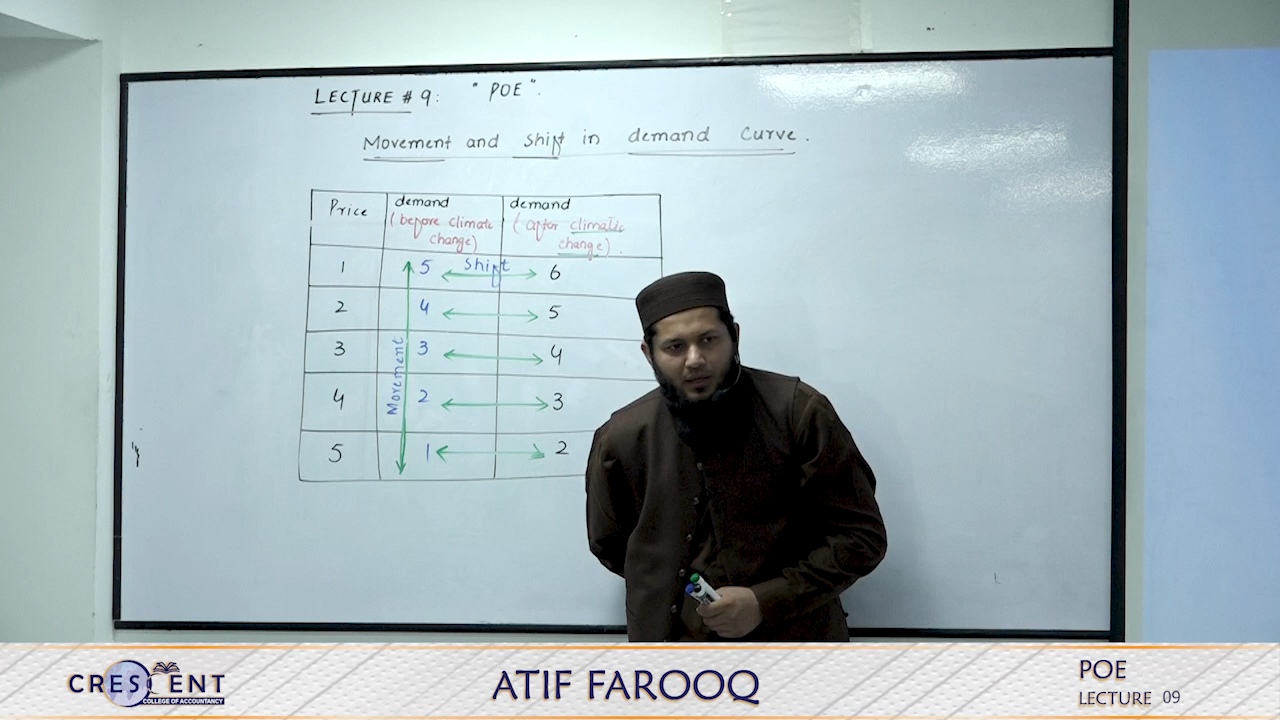 LECTURE # 9: " POE ".
Movement and shift in demand curve.
Price demand (before climate change) demand (after climatic change).
1 5 shift 6
2 4 5
3 3 4
Movement
4 2 3
5 1 2
CRESCENT
COLLEGE OF ACCOUNTANCY
ATIF FAROOQ
POE
LECTURE 09